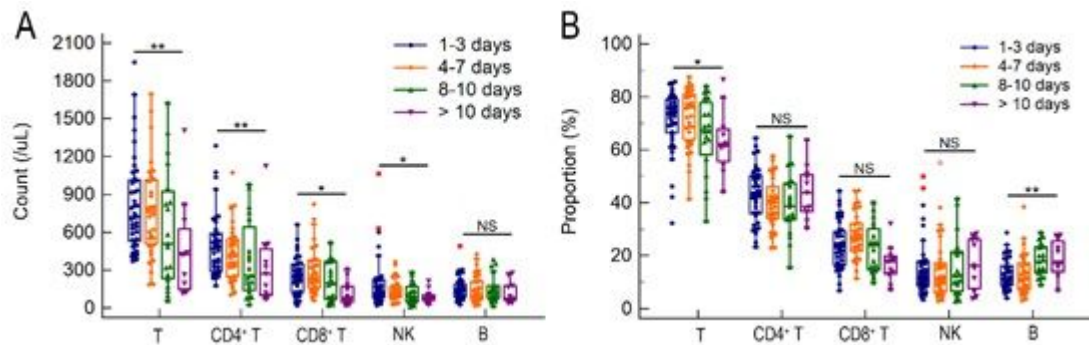 A
Count (/uL)
2100
1800
1500
1200
900
600
300
0
**
**
*
*
NS
1-3 days
4-7 days
8-10 days
> 10 days
T
CD4⁺ T
CD8⁺ T
NK
B
B
Proportion (%)
100
80
60
40
20
0
*
NS
NS
NS
**
1-3 days
4-7 days
8-10 days
> 10 days
T
CD4⁺ T
CD8⁺ T
NK
B